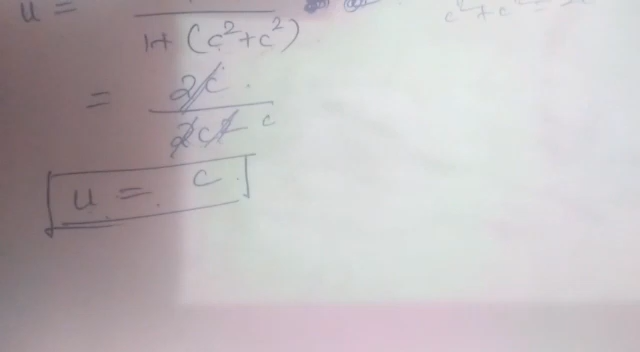 u =
1+ (c²+c²)
= 2c
2c² c
u = c